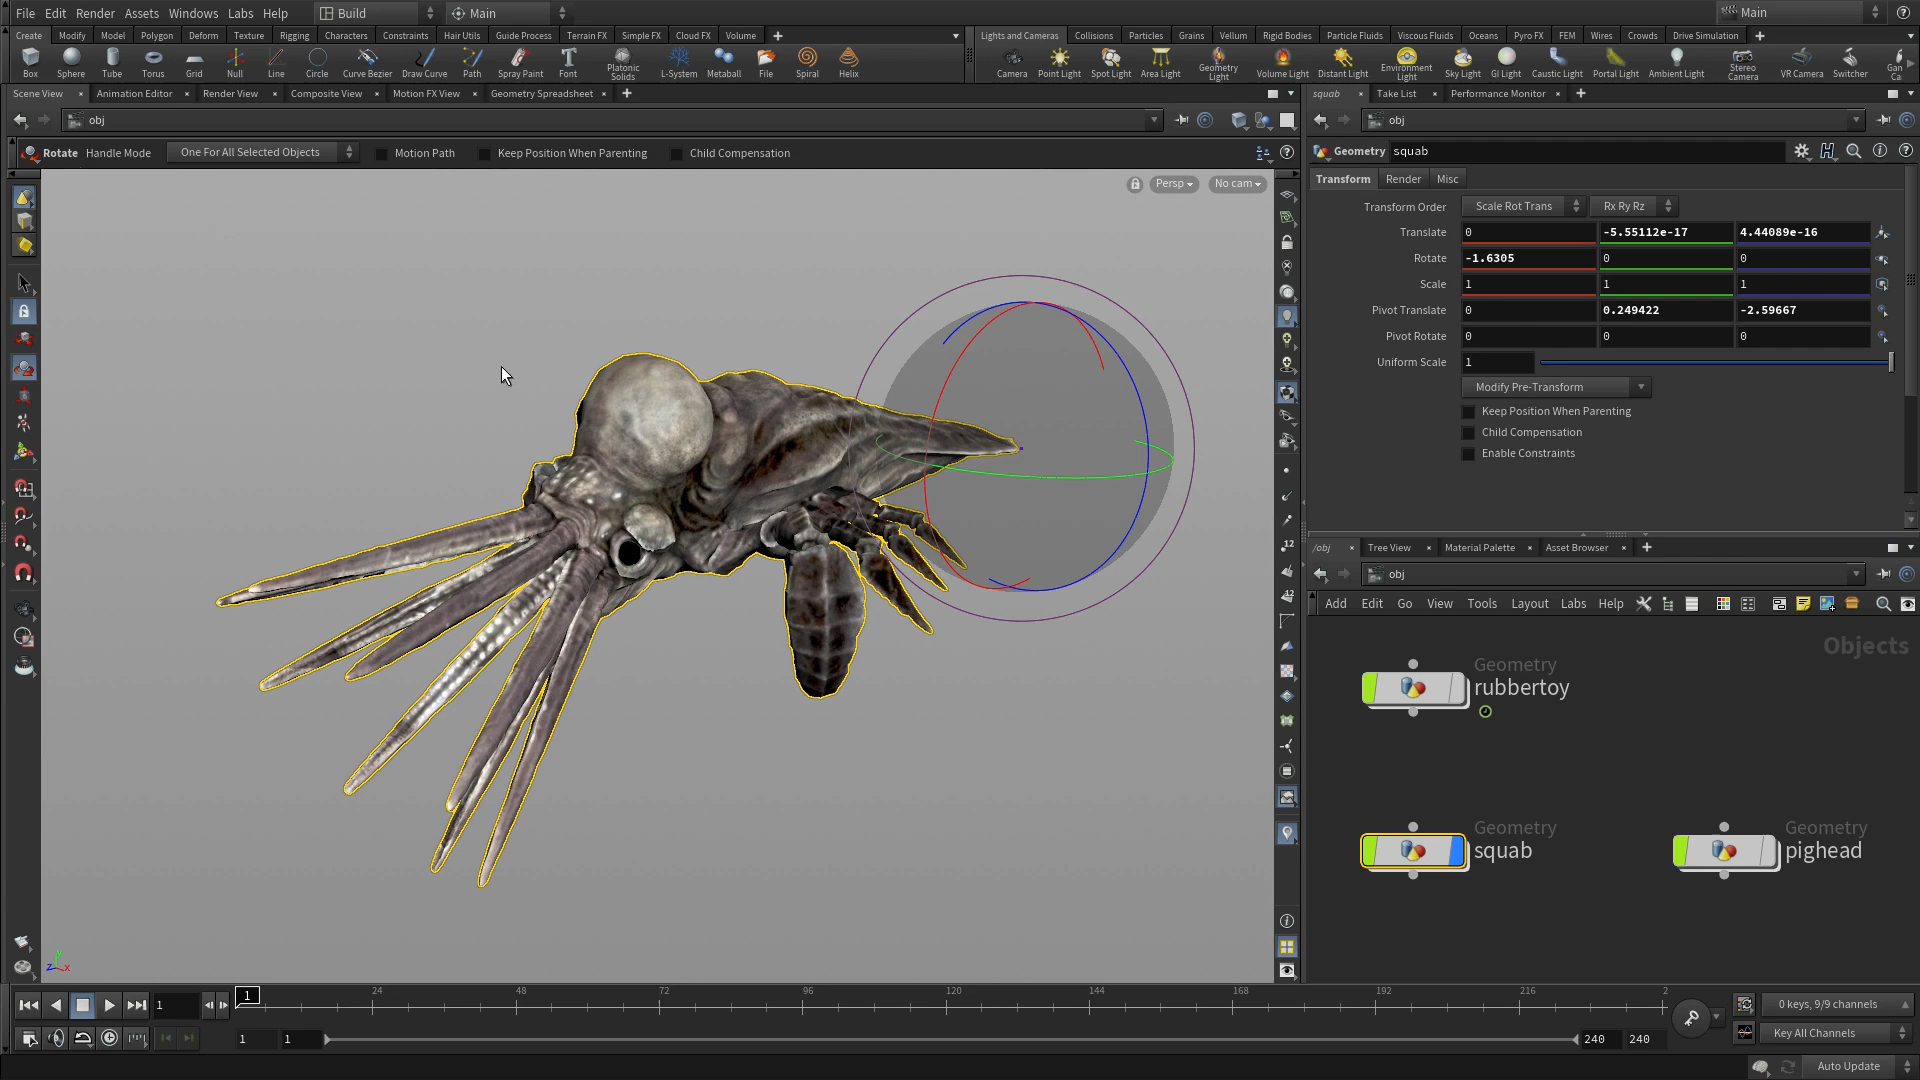 File Edit Render Assets Windows Labs Help Build Main Main
Create Modify Model Polygon Deform Texture Rigging Characters Constraints Hair Utils Guide Process Terrain FX Simple FX Cloud FX Volume
Lights and Cameras Collisions Particles Grains Vellum Rigid Bodies Particle Fluids Viscous Fluids Oceans Pyro FX FEM Wires Crowds Drive Simulation
Box Sphere Tube Torus Grid Null Line Circle Curve Bezier Draw Curve Path Spray Paint Font Platonic Solids L-System Metaball File Spiral Helix
Camera Point Light Spot Light Area Light Geometry Light Volume Light Distant Light Environment Light Sky Light GI Light Caustic Light Portal Light Ambient Light Stereo Camera VR Camera Switcher Gan Ca
Scene View Animation Editor Render View Composite View Motion FX View Geometry Spreadsheet
squab Take List Performance Monitor
obj
obj
Rotate Handle Mode One For All Selected Objects Motion Path Keep Position When Parenting Child Compensation
Geometry squab
Persp No cam
Transform Render Misc
Transform Order Scale Rot Trans Rx Ry Rz
Translate 0 -5.55112e-17 4.44089e-16
Rotate -1.6305 0 0
Scale 1 1 1
Pivot Translate 0 0.249422 -2.59667
Pivot Rotate 0 0 0
Uniform Scale 1
Modify Pre-Transform
Keep Position When Parenting
Child Compensation
Enable Constraints
/obj Tree View Material Palette Asset Browser
obj
Add Edit Go View Tools Layout Labs Help
Objects
Geometry
rubbertoy
Geometry
squab
Geometry
pighead
12
12
y
z x
1 1 24 48 72 96 120 144 168 192 216 2
0 keys, 9/9 channels
1 1 240 240
Key All Channels
Auto Update